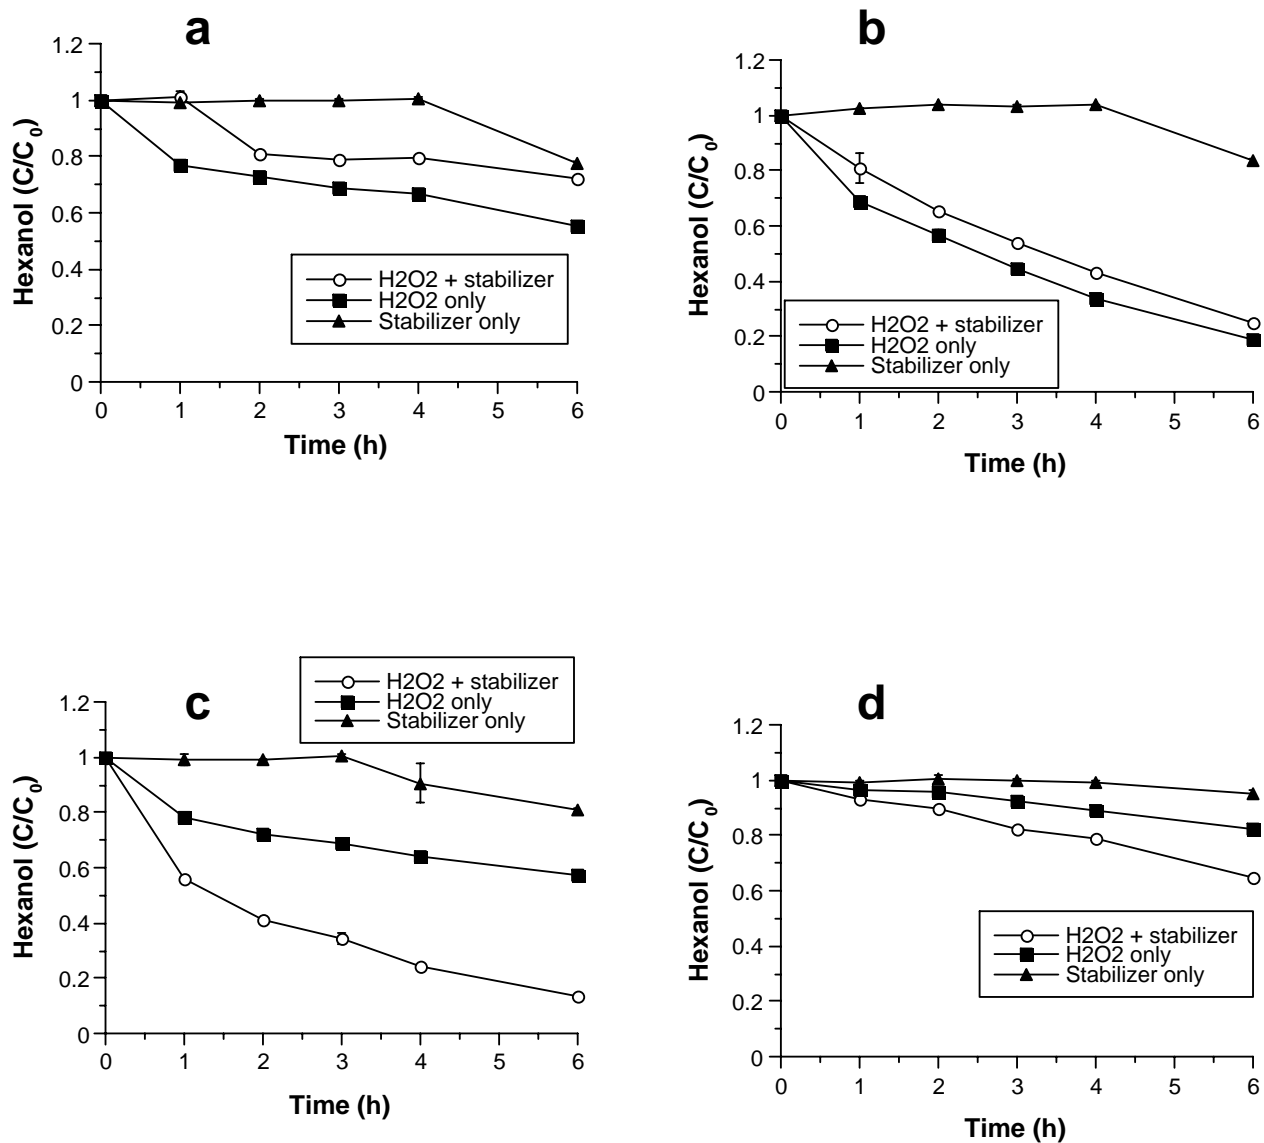 a
1.2
1
0.8
0.6
0.4
0.2
0
Hexanol (C/C0)
H2O2 + stabilizer
H2O2 only
Stabilizer only
0 1 2 3 4 5 6
Time (h)
b
1.2
1
0.8
0.6
0.4
0.2
0
Hexanol (C/C0)
H2O2 + stabilizer
H2O2 only
Stabilizer only
0 1 2 3 4 5 6
Time (h)
c
H2O2 + stabilizer
H2O2 only
Stabilizer only
1.2
1
0.8
0.6
0.4
0.2
0
Hexanol (C/C0)
0 1 2 3 4 5 6
Time (h)
d
1.2
1
0.8
0.6
0.4
0.2
0
Hexanol (C/C0)
H2O2 + stabilizer
H2O2 only
Stabilizer only
0 1 2 3 4 5 6
Time (h)